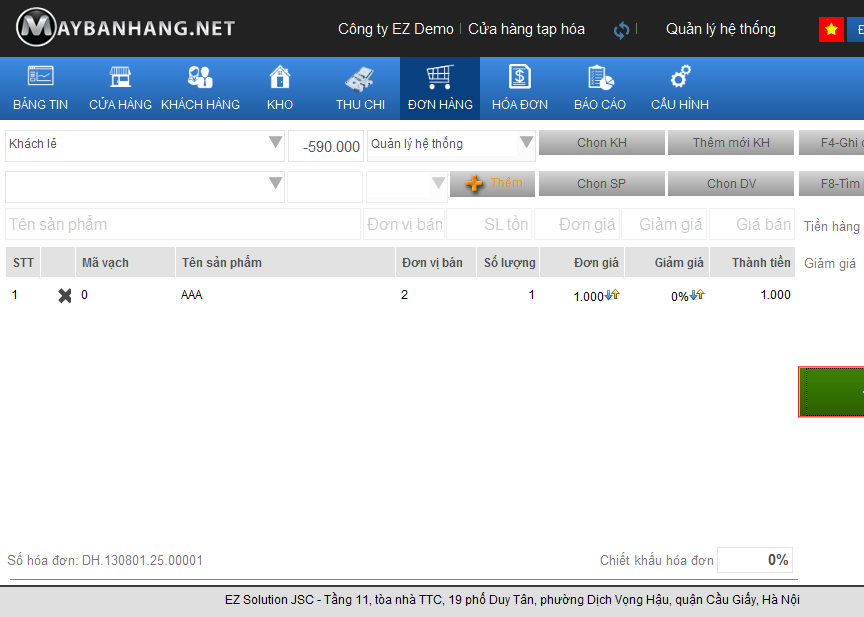 MAYBANHANG.NET Công ty EZ Demo | Cửa hàng tạp hóa | Quản lý hệ thống
BẢNG TIN CỬA HÀNG KHÁCH HÀNG KHO THU CHI ĐƠN HÀNG HÓA ĐƠN BÁO CÁO CẤU HÌNH
Khách lẻ -590.000 Quản lý hệ thống Chọn KH Thêm mới KH F4-Ghi
Thêm Chọn SP Chọn DV F8-Tìm
Tên sản phẩm Đơn vị bán SL tồn Đơn giá Giảm giá Giá bán Tiền hàng
STT Mã vạch Tên sản phẩm Đơn vị bán Số lượng Đơn giá Giảm giá Thành tiền Giảm giá
1 0 AAA 2 1 1.000 0% 1.000
Số hóa đơn: DH.130801.25.00001 Chiết khấu hóa đơn 0%
EZ Solution JSC - Tầng 11, tòa nhà TTC, 19 phố Duy Tân, phường Dịch Vọng Hậu, quận Cầu Giấy, Hà Nội